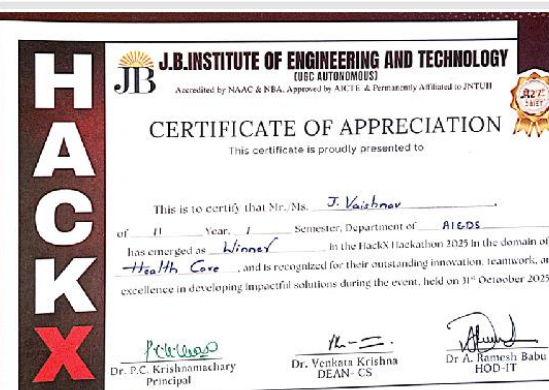 HACKX
JB
J.B.INSTITUTE OF ENGINEERING AND TECHNOLOGY
(UGC AUTONOMOUS)
Accredited by NAAC & NBA, Approved by AICTE & Permanently Affiliated to JNTUH
CERTIFICATE OF APPRECIATION
This certificate is proudly presented to
This is to certify that Mr./Ms. J. Vaishnav
of II Year, I Semester, Department of AI&DS
has emerged as Winner in the HackX Hackathon 2025 in the domain of
Health Care, and is recognized for their outstanding innovation, teamwork, an
excellence in developing impactful solutions during the event, held on 31st Octoober 2025
Dr. P.C. Krishnamachary
Principal
Dr. Venkata Krishna
DEAN- CS
Dr A. Ramesh Babu
HOD-IT